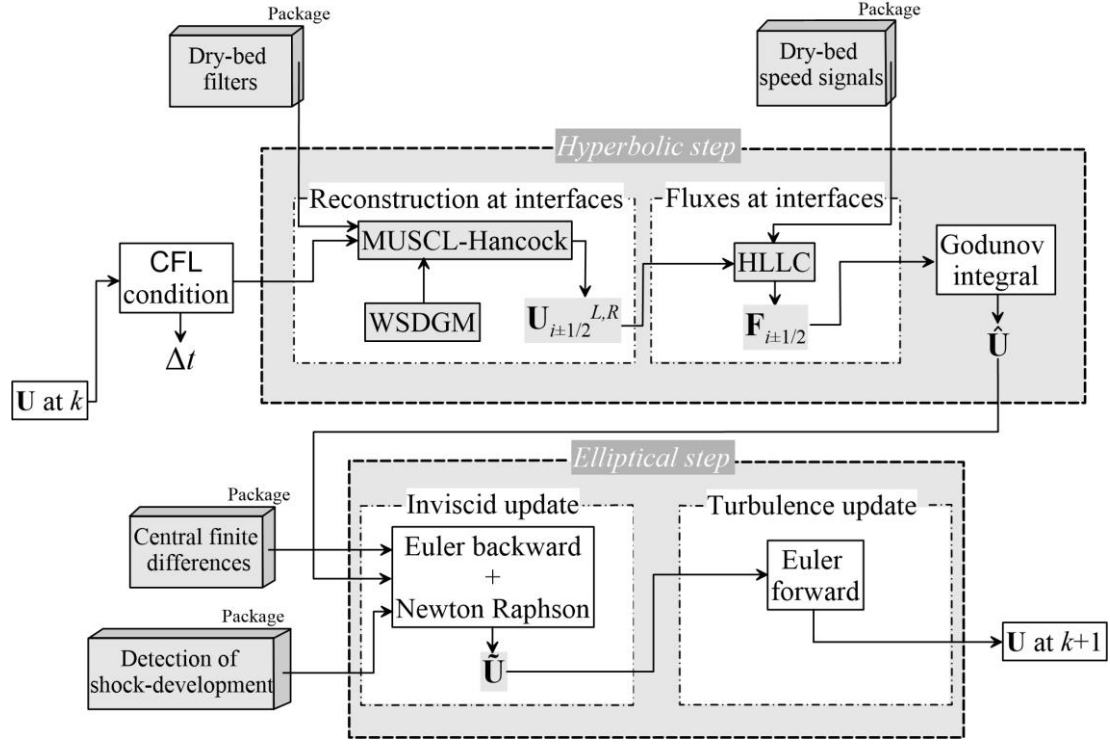 Package
Dry-bed
filters
Package
Dry-bed
speed signals
Hyperbolic step
Reconstruction at interfaces
MUSCL-Hancock
WSDGM
U_{i±1/2}^{L,R}
Fluxes at interfaces
HLLC
F_{i±1/2}
Godunov
integral
Û
CFL
condition
Δt
U at k
Elliptical step
Package
Central finite
differences
Package
Detection of
shock-development
Inviscid update
Euler backward
+
Newton Raphson
Ũ
Turbulence update
Euler
forward
U at k+1